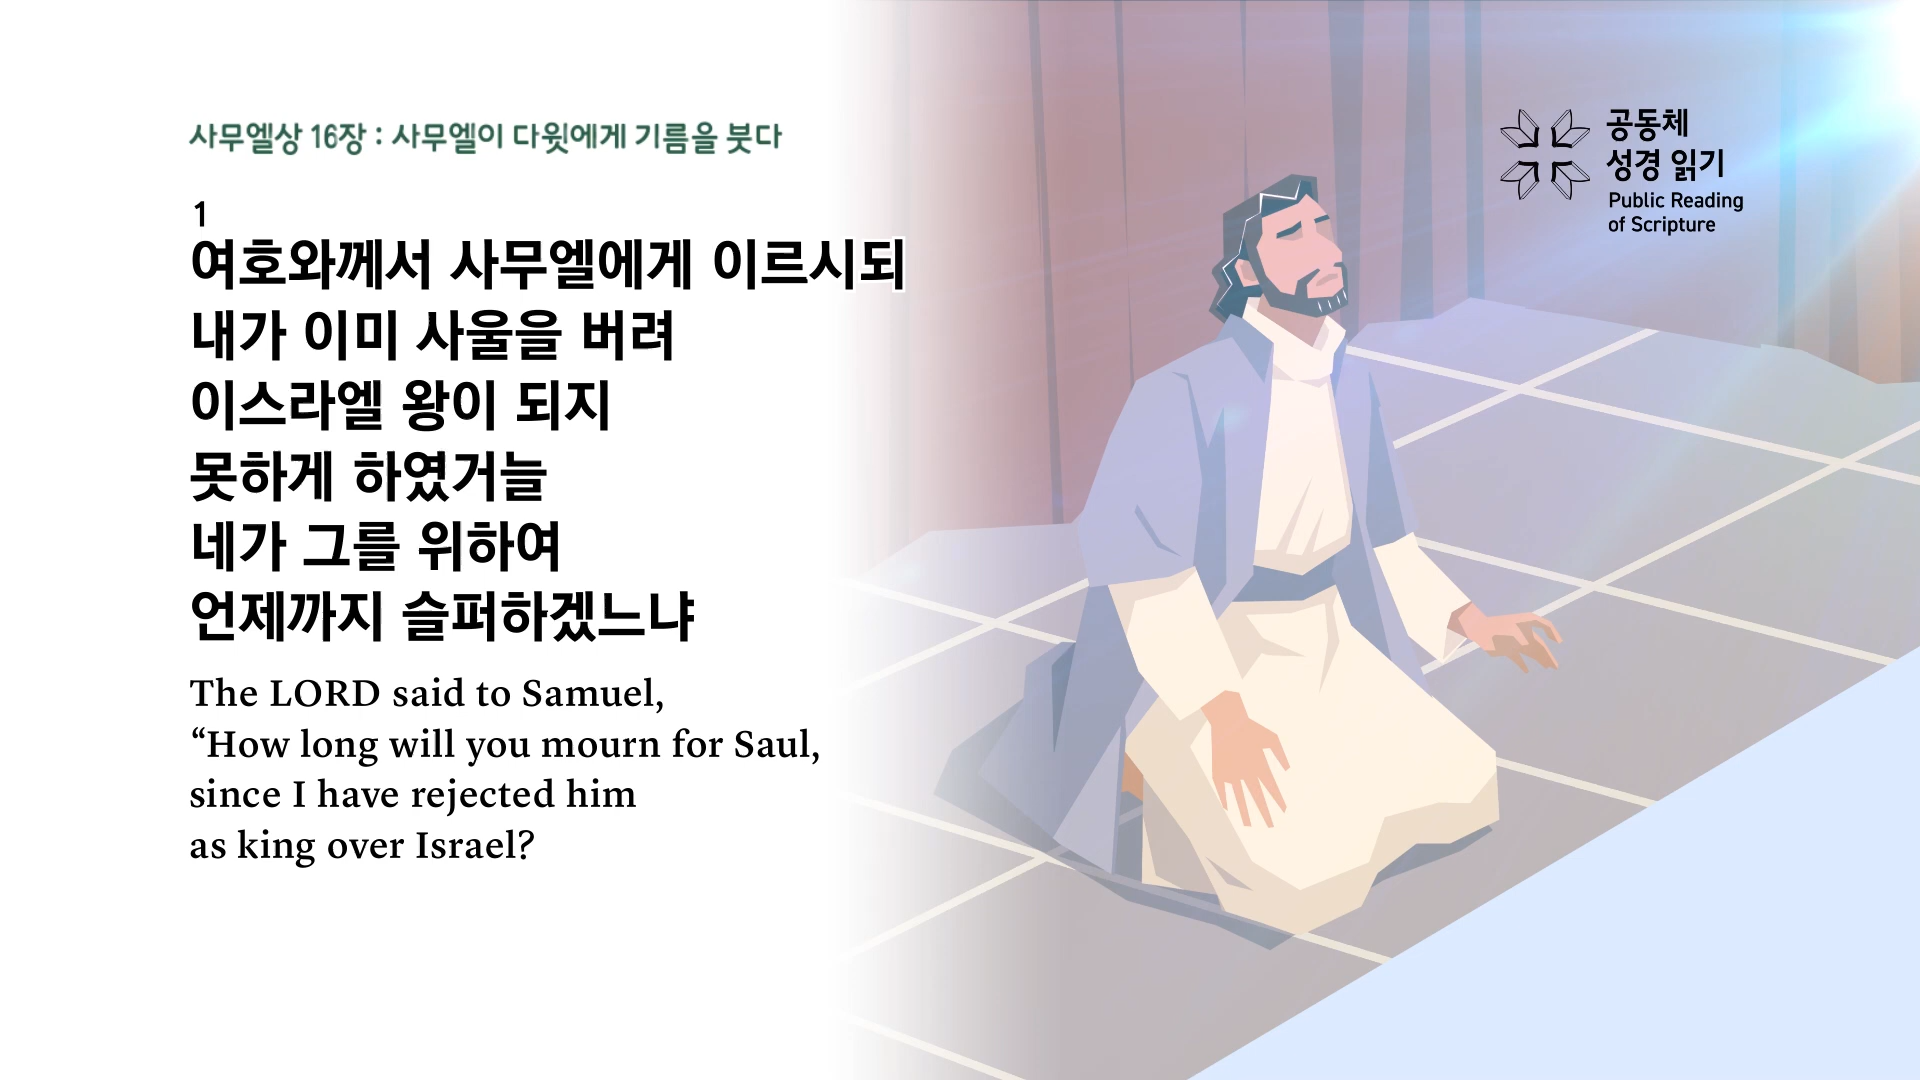 사무엘상 16장 : 사무엘이 다윗에게 기름을 붓다
1
여호와께서 사무엘에게 이르시되
내가 이미 사울을 버려
이스라엘 왕이 되지
못하게 하였거늘
네가 그를 위하여
언제까지 슬퍼하겠느냐
The LORD said to Samuel,
“How long will you mourn for Saul,
since I have rejected him
as king over Israel?
공동체
성경 읽기
Public Reading
of Scripture